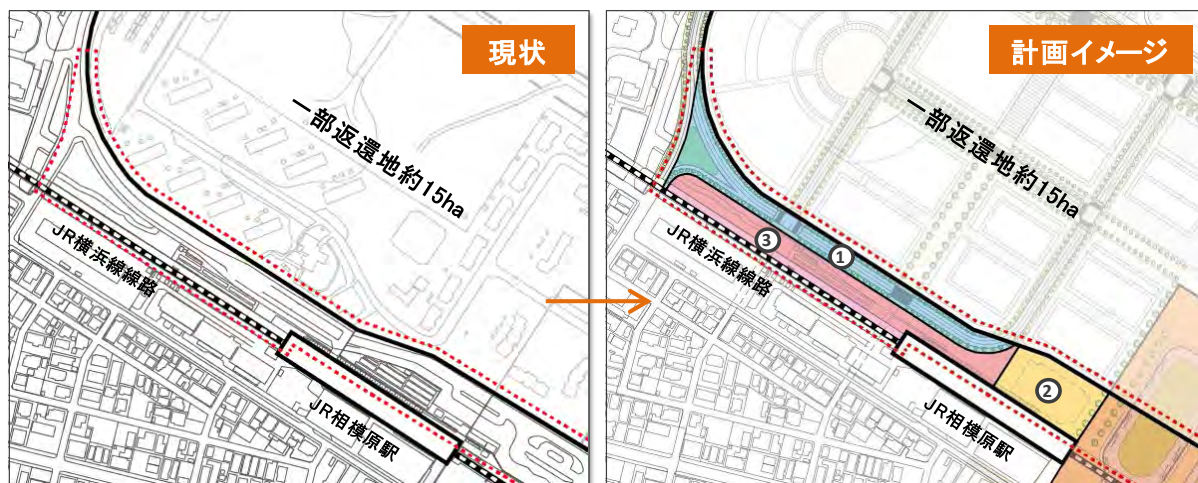 現状
一部返還地約15ha
JR横浜線線路
JR相模原駅
計画イメージ
一部返還地約15ha
③
①
JR横浜線線路
②
JR相模原駅